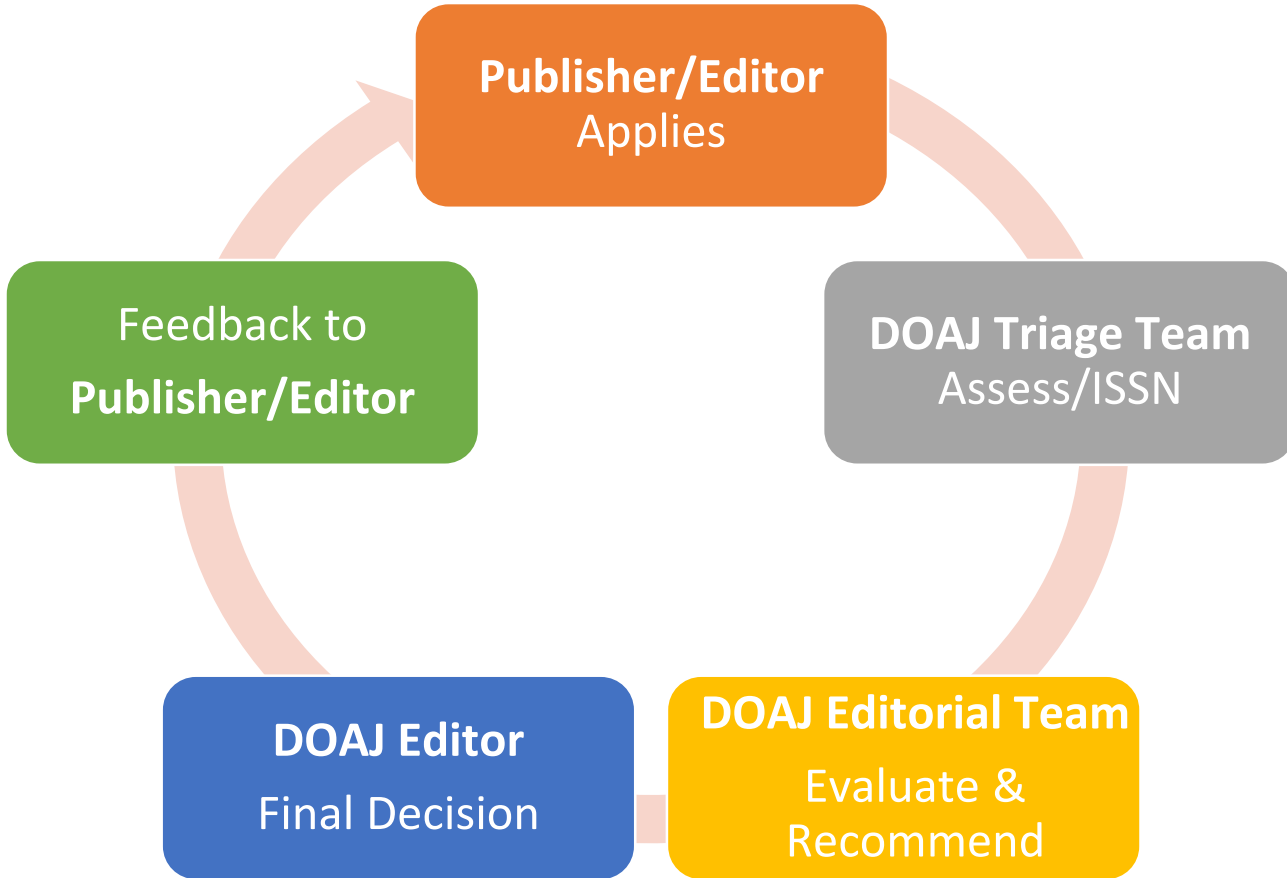 Publisher/Editor
Applies
DOAJ Triage Team
Assess/ISSN
DOAJ Editorial Team
Evaluate &
Recommend
DOAJ Editor
Final Decision
Feedback to
Publisher/Editor